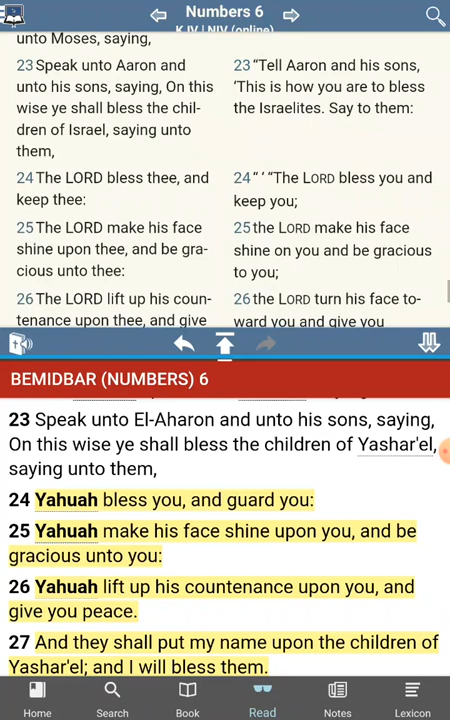 Numbers 6
KJV | NIV (online)
unto Moses, saying,
23 Speak unto Aaron and
unto his sons, saying, On this
wise ye shall bless the chil-
dren of Israel, saying unto
them,
24 The LORD bless thee, and
keep thee:
25 The LORD make his face
shine upon thee, and be gra-
cious unto thee:
26 The LORD lift up his coun-
tenance upon thee, and give
23 “Tell Aaron and his sons,
‘This is how you are to bless
the Israelites. Say to them:
24 “ ‘ “The LORD bless you and
keep you;
25 the LORD make his face
shine on you and be gracious
to you;
26 the LORD turn his face to-
ward you and give you
BEMIDBAR (NUMBERS) 6
23 Speak unto El-Aharon and unto his sons, saying,
On this wise ye shall bless the children of Yashar'el,
saying unto them,
24 Yahuah bless you, and guard you:
25 Yahuah make his face shine upon you, and be
gracious unto you:
26 Yahuah lift up his countenance upon you, and
give you peace.
27 And they shall put my name upon the children of
Yashar'el; and I will bless them.
Home Search Book Read Notes Lexicon